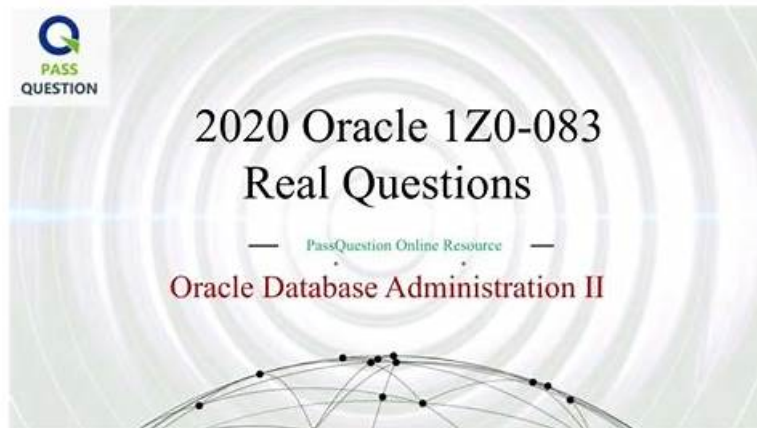 PASS
QUESTION
2020 Oracle 1Z0-083
Real Questions
PassQuestion Online Resource
Oracle Database Administration II